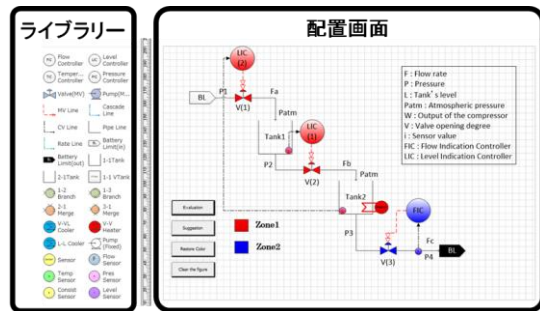 ライブラリー
Flow
Controller
Level
Controller
Temper...
Controller
Pressure
Controller
Valve(MV)
Pump(M...
MV Line
Cascade
Line
CV Line
Pipe Line
Rate Line
Battery
Limit(in)
Battery
Limit(out)
1-1Tank
2-1Tank
1-1 VTank
1-2
Branch
1-3
Branch
2-1
Merge
3-1
Merge
V-VL
Cooler
V-VL
Heater
L-L Cooler
Pump
(Fixed)
Sensor
Flow
Sensor
Temp
Sensor
Pres
Sensor
Consist
Sensor
Level
Sensor
配置画面
LIC
(2)
BL
P1
Fa
V(1)
Patm
Tank1
LIC
(1)
P2
V(2)
Fb
Patm
Tank2
P3
FIC
V(3)
Fc
P4
BL
F : Flow rate
P : Pressure
L : Tank's level
Patm : Atmospheric pressure
W : Output of the compressor
V : Valve opening degree
i : Sensor value
FIC : Flow Indication Controller
LIC : Level Indication Controller
Evaluation
Suggestion
Restore Color
Clear the figure
Zone1
Zone2